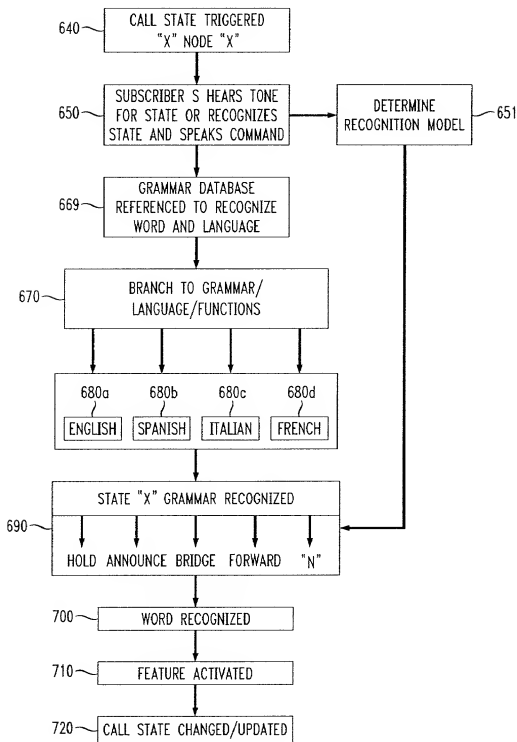 640
CALL STATE TRIGGERED
"X" NODE "X"
650
SUBSCRIBER S HEARS TONE
FOR STATE OR RECOGNIZES
STATE AND SPEAKS COMMAND
DETERMINE
RECOGNITION MODEL
651
669
GRAMMAR DATABASE
REFERENCED TO RECOGNIZE
WORD AND LANGUAGE
670
BRANCH TO GRAMMAR/
LANGUAGE/FUNCTIONS
680a 680b 680c 680d
ENGLISH SPANISH ITALIAN FRENCH
STATE "X" GRAMMAR RECOGNIZED
690
HOLD ANNOUNCE BRIDGE FORWARD "N"
700
WORD RECOGNIZED
710
FEATURE ACTIVATED
720
CALL STATE CHANGED/UPDATED